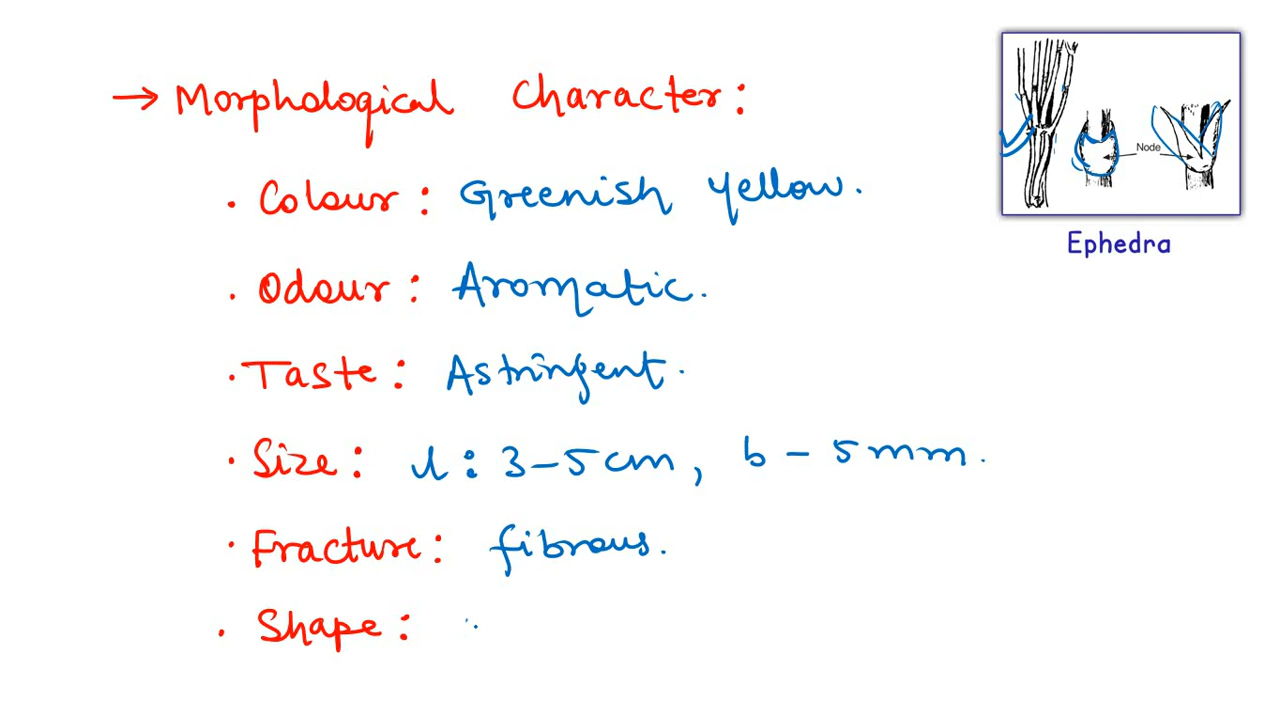 → Morphological Character:
Node
Ephedra
• Colour: Greenish yellow.
• Odour: Aromatic.
• Taste: Astringent.
• Size: l: 3-5cm, b - 5mm.
• Fracture: fibrous.
• Shape: